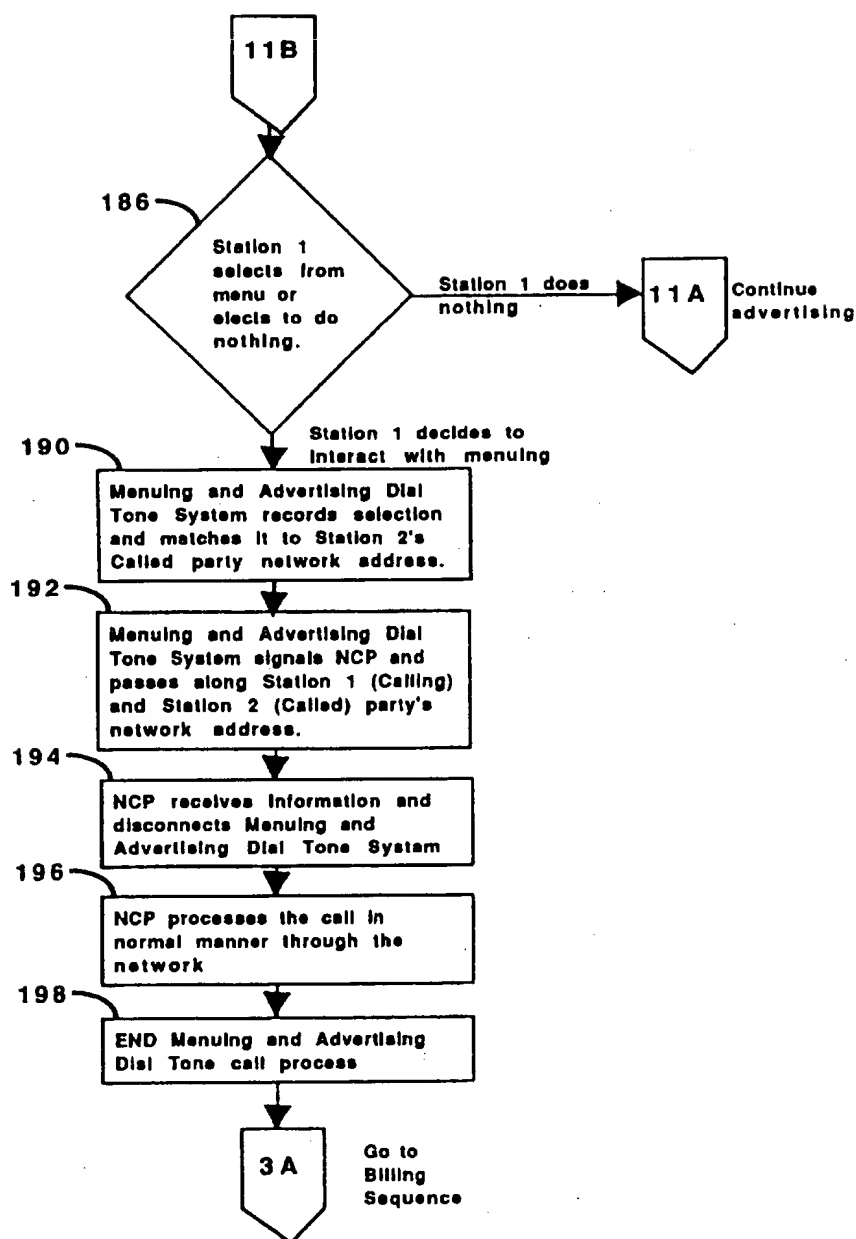 11B
186
Station 1
selects from
menu or
elects to do
nothing.
Station 1 does
nothing
11A
Continue
advertising
Station 1 decides to
interact with menuing
190
Menuing and Advertising Dial
Tone System records selection
and matches it to Station 2's
Called party network address.
192
Menuing and Advertising Dial
Tone System signals NCP and
passes along Station 1 (Calling)
and Station 2 (Called) party's
network address.
194
NCP receives information and
disconnects Menuing and
Advertising Dial Tone System
196
NCP processes the call in
normal manner through the
network
198
END Menuing and Advertising
Dial Tone call process
3A
Go to
Billing
Sequence